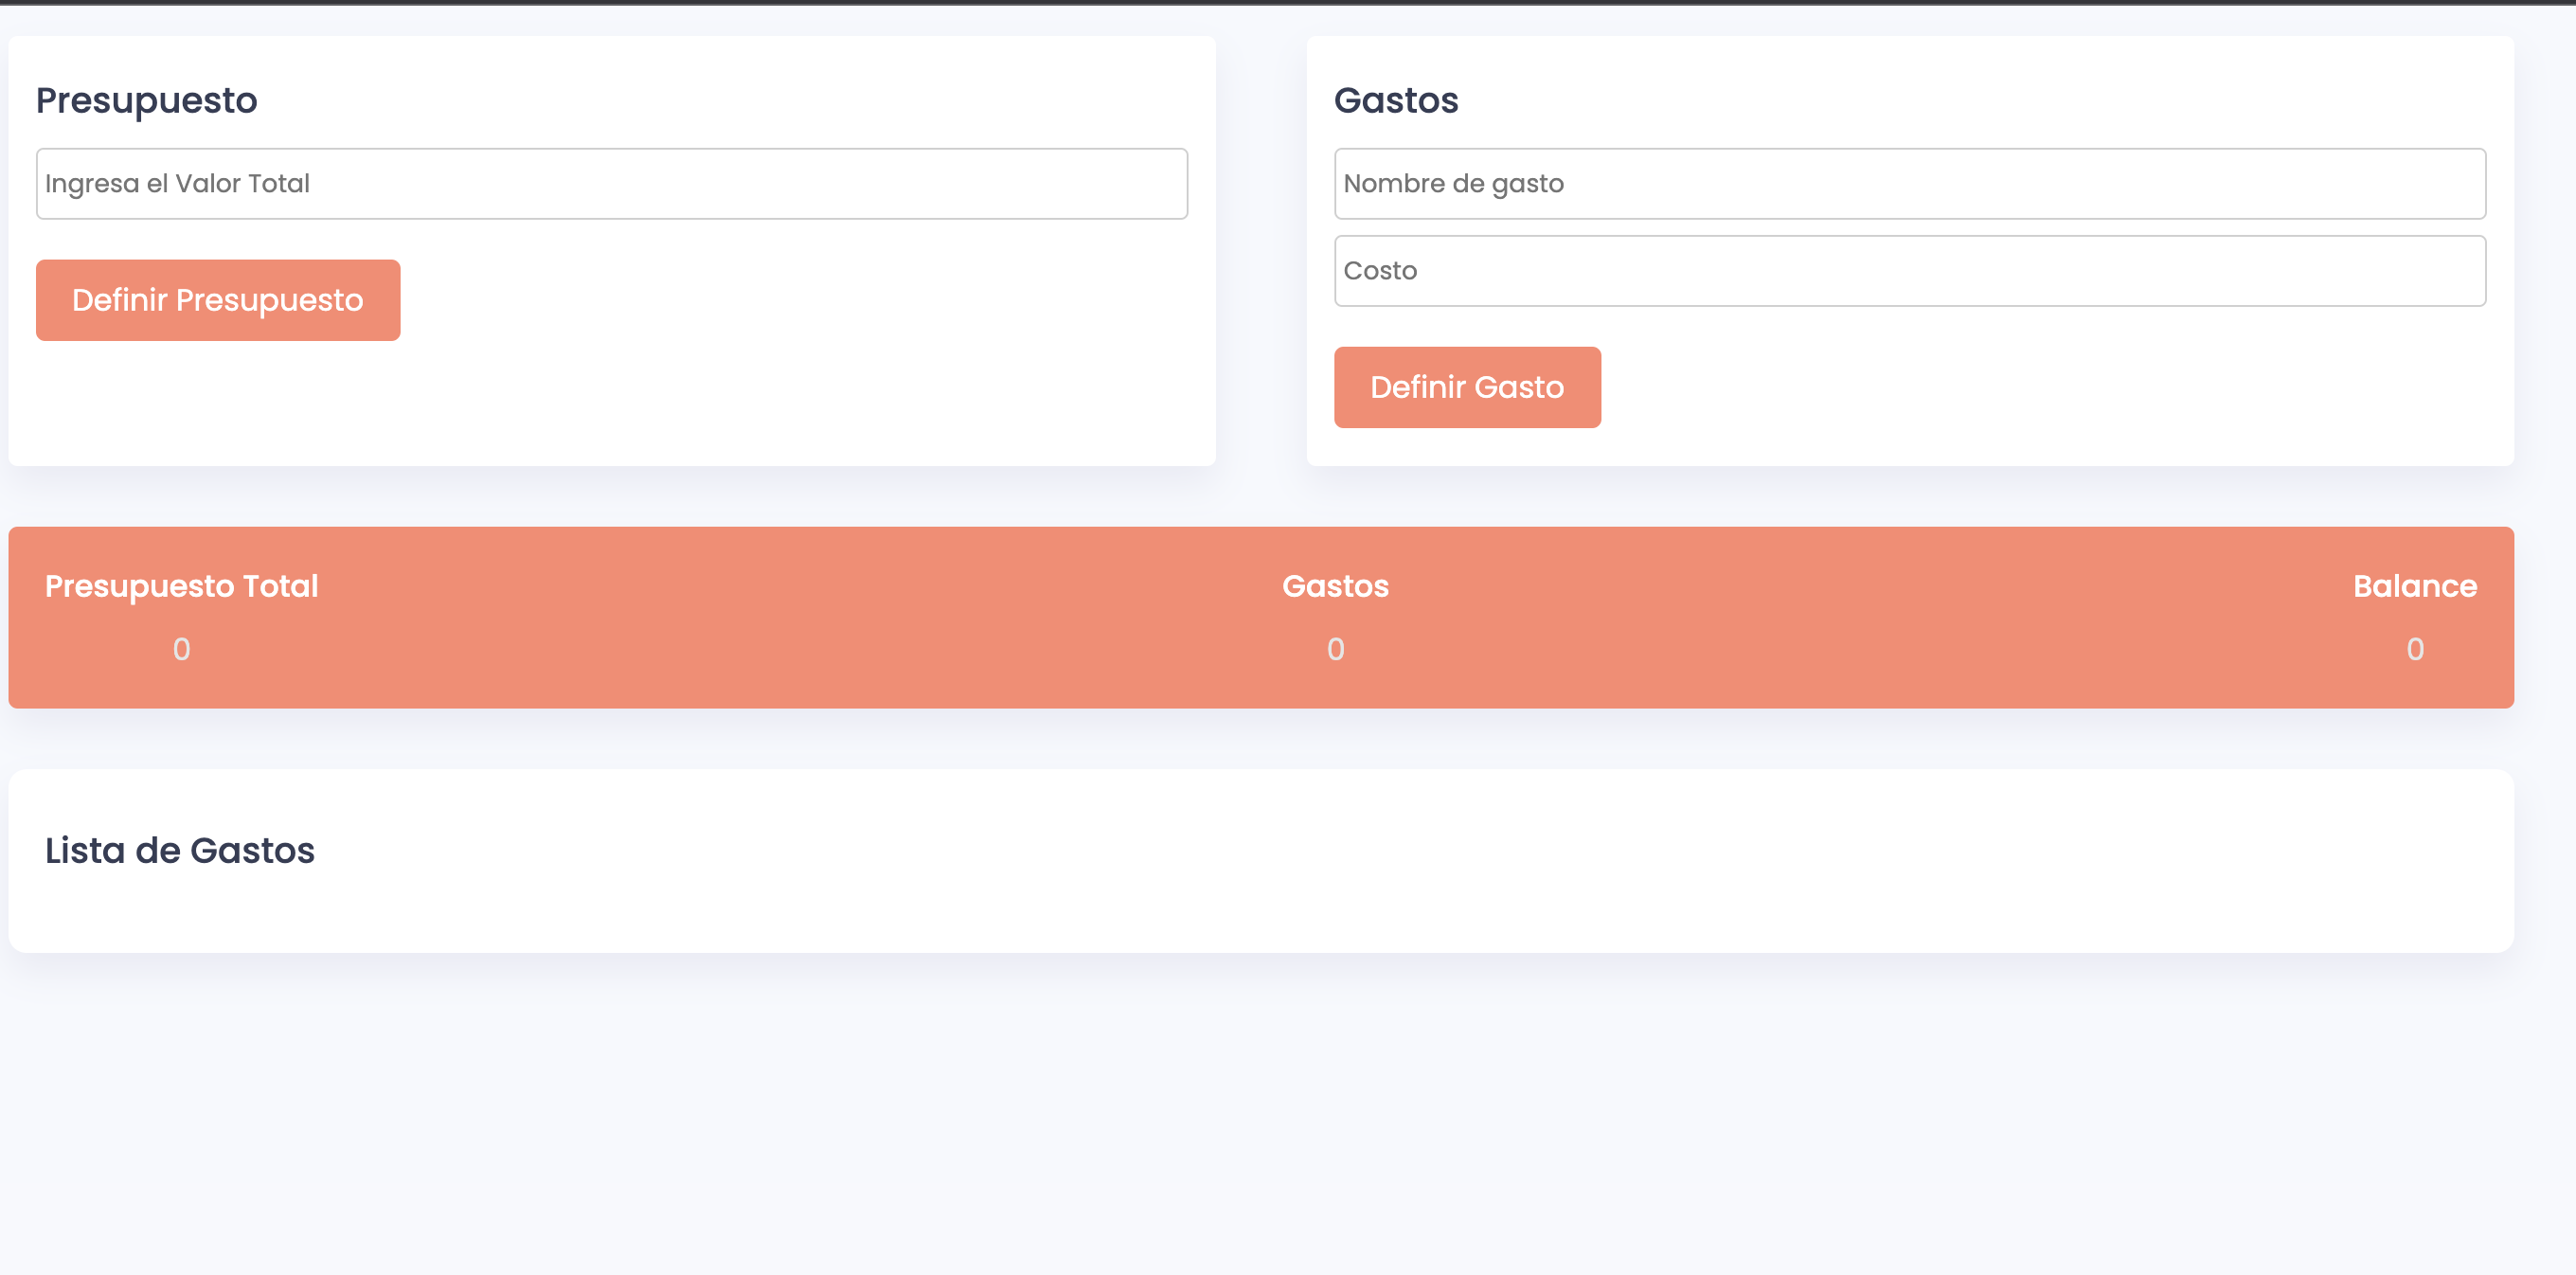 Presupuesto
Ingresa el Valor Total
Definir Presupuesto
Gastos
Nombre de gasto
Costo
Definir Gasto
Presupuesto Total
0
Gastos
0
Balance
0
Lista de Gastos